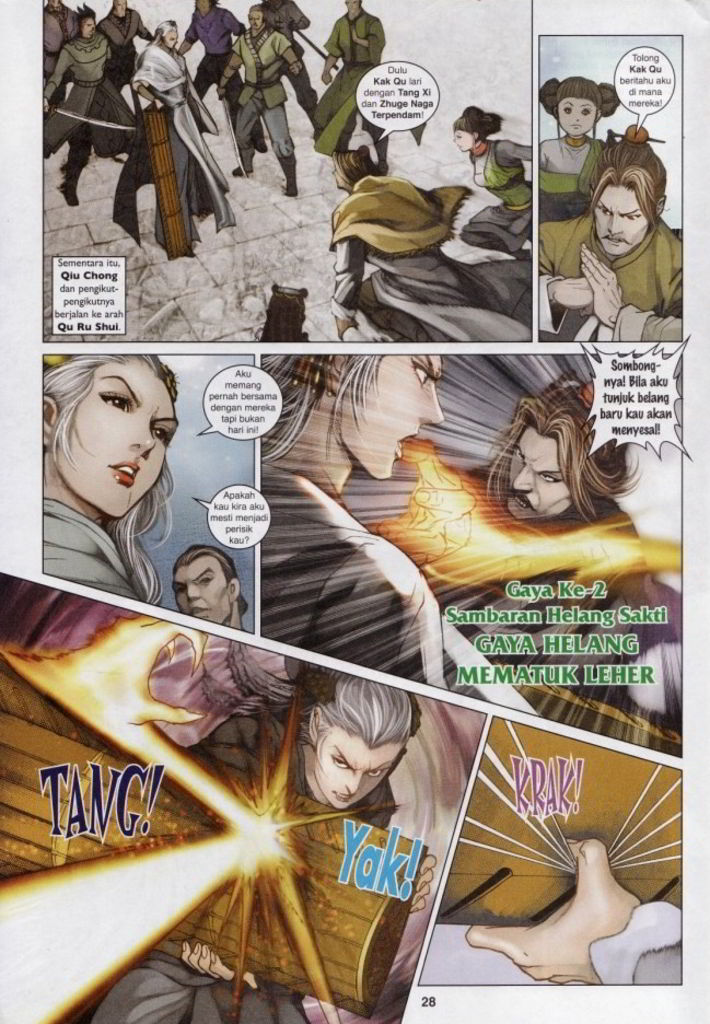 Dulu
Kak Qu lari
dengan Tang Xi
dan Zhuge Naga
Terpendam!
Tolong
Kak Qu
beritahu aku
di mana
mereka!
Sementara itu,
Qiu Chong
dan pengikut-
pengikutnya
berjalan ke arah
Qu Ru Shui.
Aku
memang
pernah bersama
dengan mereka
tapi bukan
hari ini!
Apakah
kau kira aku
mesti menjadi
perisik
kau?
Sombong-
nya! Bila aku
tunjuk belang
baru kau akan
menyesal!
Gaya Ke-2
Sambaran Helang Sakti
GAYA HELANG
MEMATUK LEHER
TANG!
Yak!
KRAK!
28